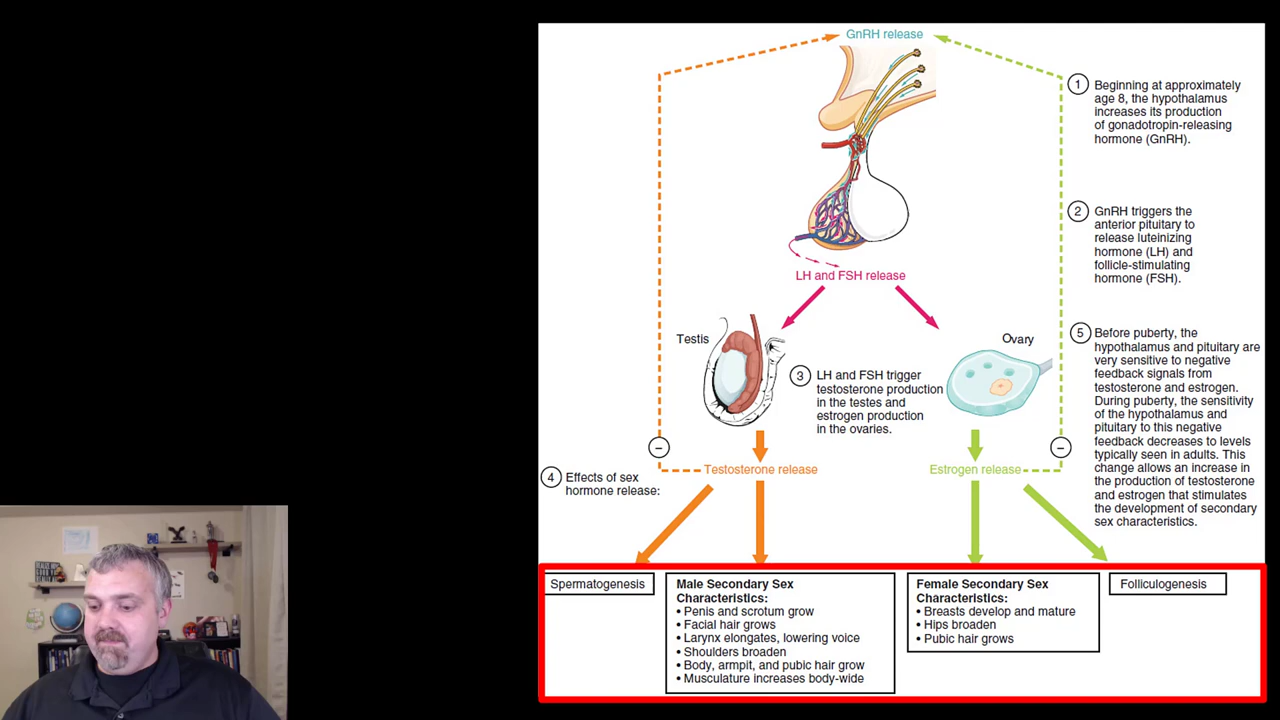 GnRH release
1
Beginning at approximately
age 8, the hypothalamus
increases its production
of gonadotropin-releasing
hormone (GnRH).
2
GnRH triggers the
anterior pituitary to
release luteinizing
hormone (LH) and
follicle-stimulating
hormone (FSH).
LH and FSH release
Testis
Ovary
3
LH and FSH trigger
testosterone production
in the testes and
estrogen production
in the ovaries.
5
Before puberty, the
hypothalamus and pituitary are
very sensitive to negative
feedback signals from
testosterone and estrogen.
During puberty, the sensitivity
of the hypothalamus and
pituitary to this negative
feedback decreases to levels
typically seen in adults. This
change allows an increase in
the production of testosterone
and estrogen that stimulates
the development of secondary
sex characteristics.
–
–
Testosterone release
Estrogen release
4
Effects of sex
hormone release:
Spermatogenesis
Male Secondary Sex
Characteristics:
• Penis and scrotum grow
• Facial hair grows
• Larynx elongates, lowering voice
• Shoulders broaden
• Body, armpit, and pubic hair grow
• Musculature increases body-wide
Female Secondary Sex
Characteristics:
• Breasts develop and mature
• Hips broaden
• Pubic hair grows
Folliculogenesis